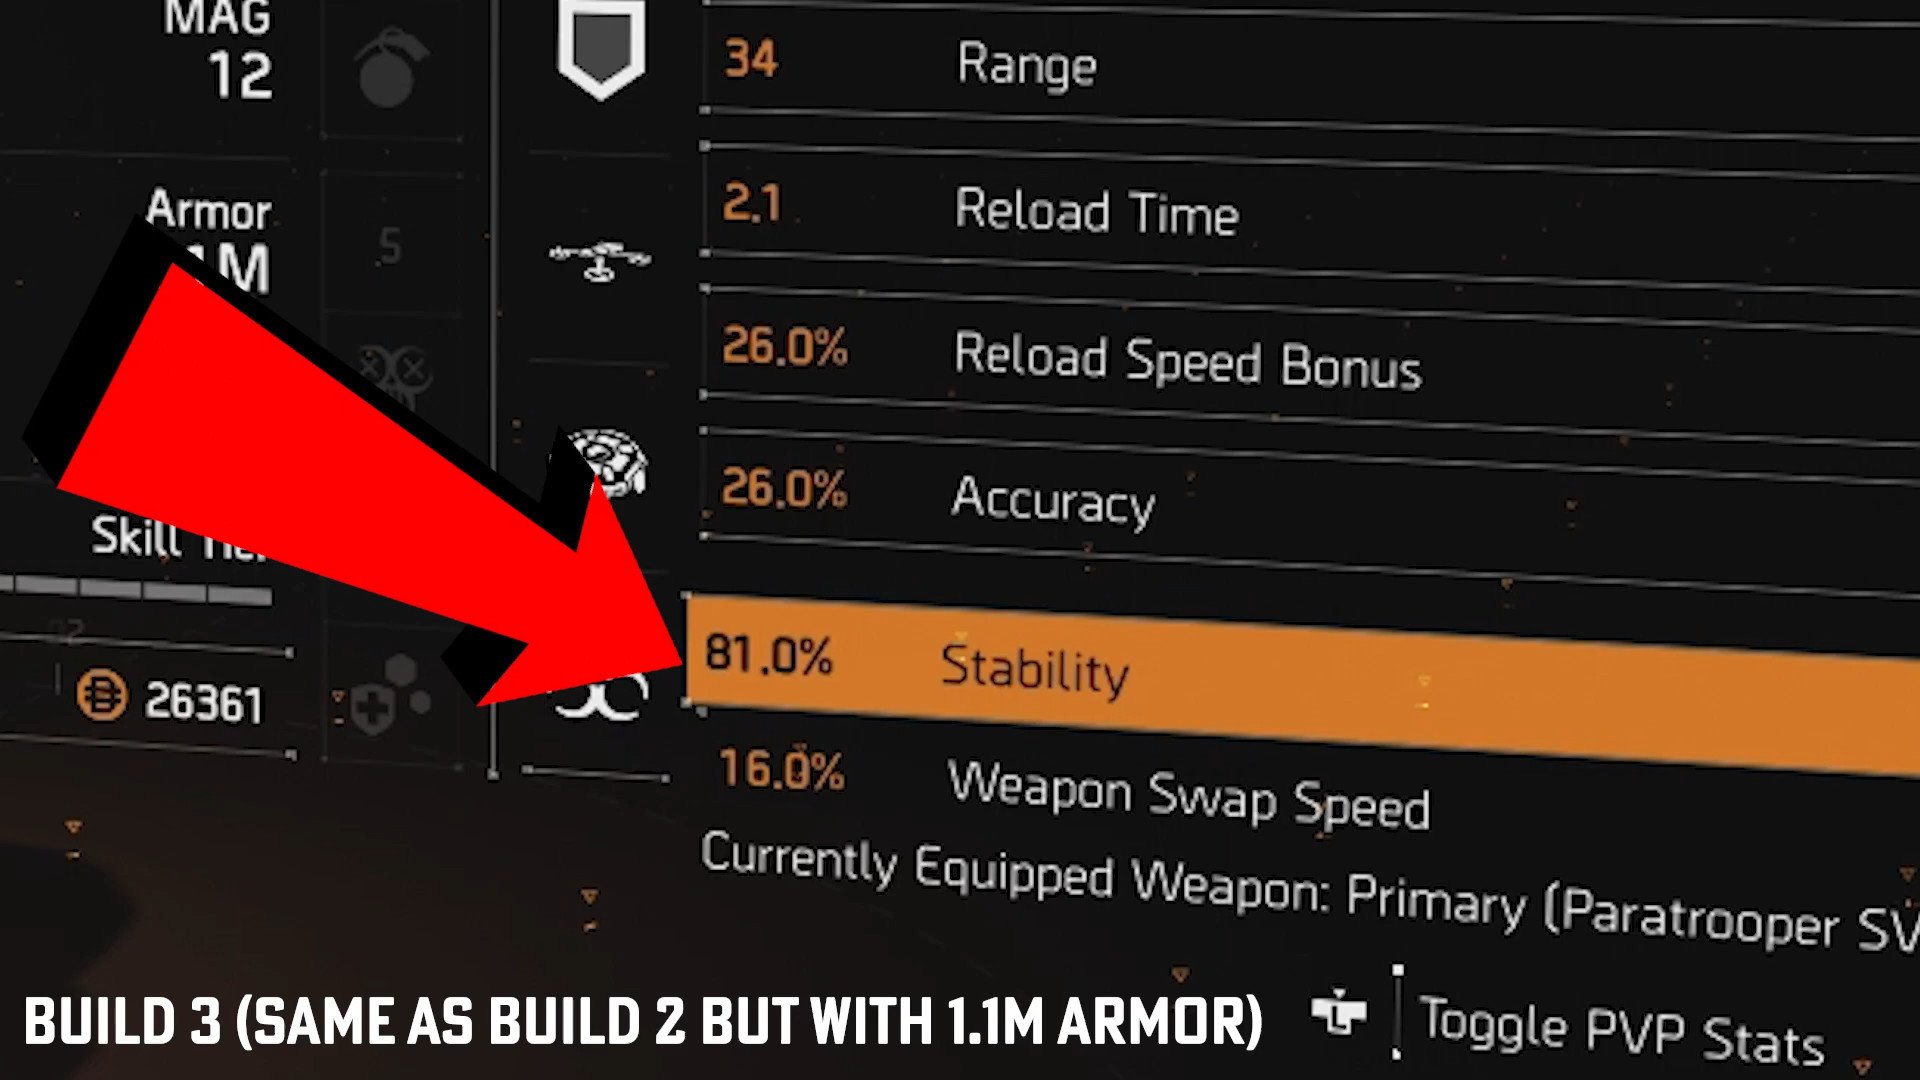 MAG
12
Armor
1M
.5
Skill
26361
34 Range
2.1 Reload Time
26.0% Reload Speed Bonus
26.0% Accuracy
81.0% Stability
16.0% Weapon Swap Speed
Currently Equipped Weapon: Primary (Paratrooper SV
Toggle PVP Stats
BUILD 3 (SAME AS BUILD 2 BUT WITH 1.1M ARMOR)